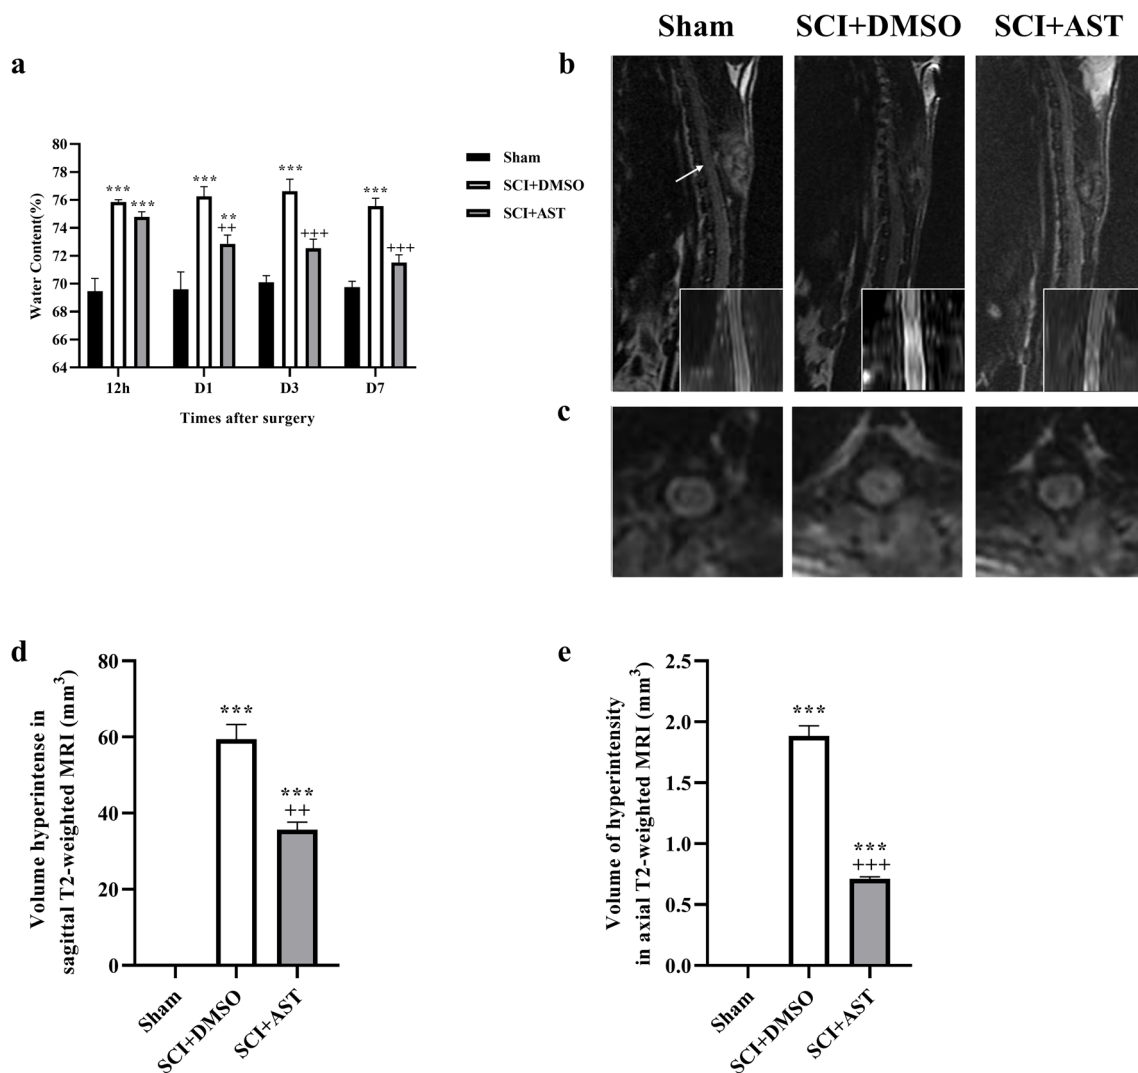 Sham SCI+DMSO SCI+AST
a
b
80
78
76
74
72
70
68
66
64
Water Content(%)
*** *** *** ***
*** ** ++ +++ +++
12h D1 D3 D7
Times after surgery
Sham
SCI+DMSO
SCI+AST
c
d
Volume hyperintense in
sagittal T2-weighted MRI (mm³)
80
60
40
20
0
***
***
++
Sham
SCI+DMSO
SCI+AST
e
Volume of hyperintensity
in axial T2-weighted MRI (mm³)
2.5
2.0
1.5
1.0
0.5
0.0
***
***
+++
Sham
SCI+DMSO
SCI+AST